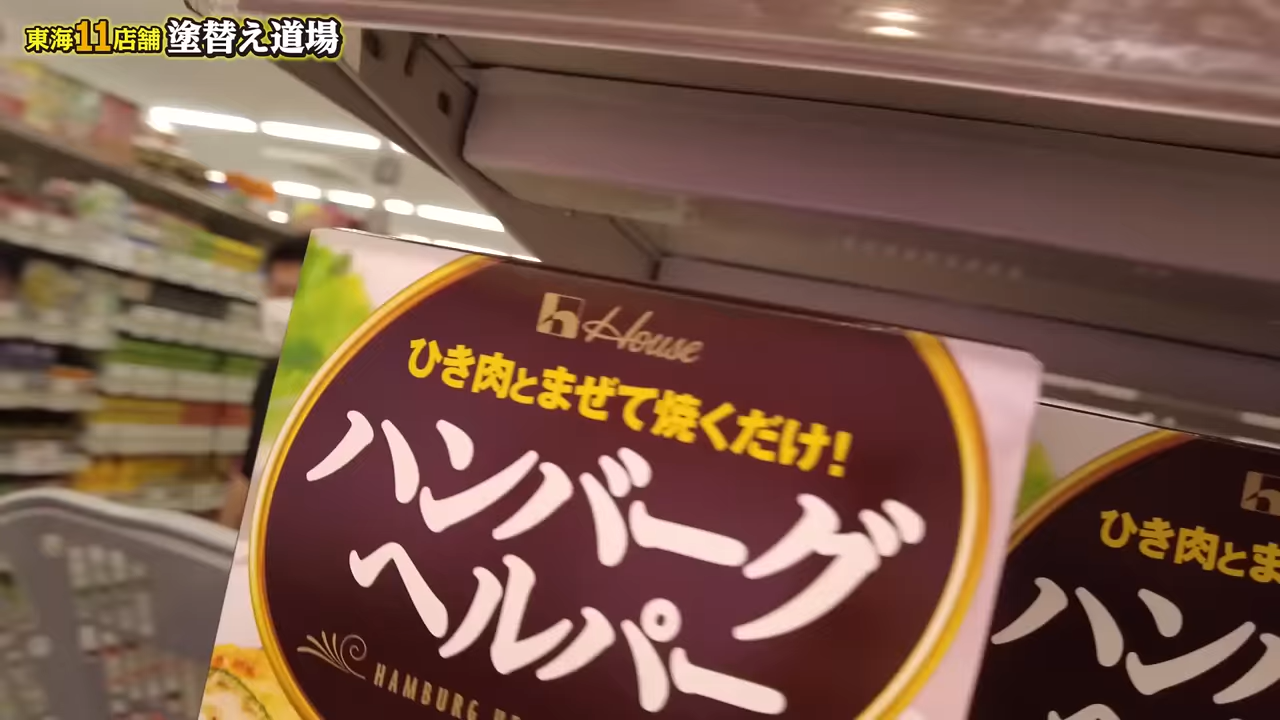 東海11店舗 塗替え道場
House
ひき肉とまぜて焼くだけ!
ハンバーグ
ヘルパー
HAMBURG
ひき肉とま
ハン